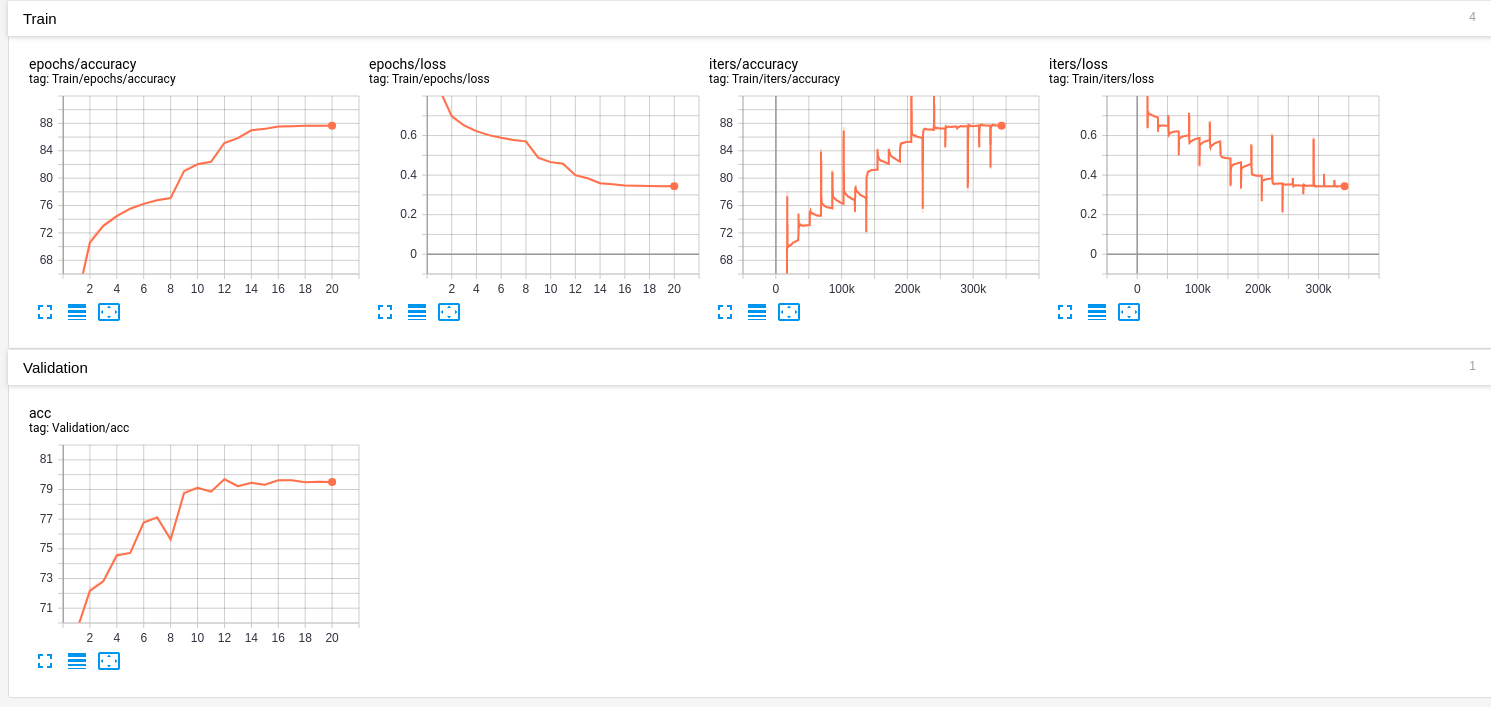 Train
4
epochs/accuracy
tag: Train/epochs/accuracy
88
84
80
76
72
68
2 4 6 8 10 12 14 16 18 20
epochs/loss
tag: Train/epochs/loss
0.6
0.4
0.2
0
2 4 6 8 10 12 14 16 18 20
iters/accuracy
tag: Train/iters/accuracy
88
84
80
76
72
68
0 100k 200k 300k
iters/loss
tag: Train/iters/loss
0.6
0.4
0.2
0
0 100k 200k 300k
Validation
1
acc
tag: Validation/acc
81
79
77
75
73
71
2 4 6 8 10 12 14 16 18 20